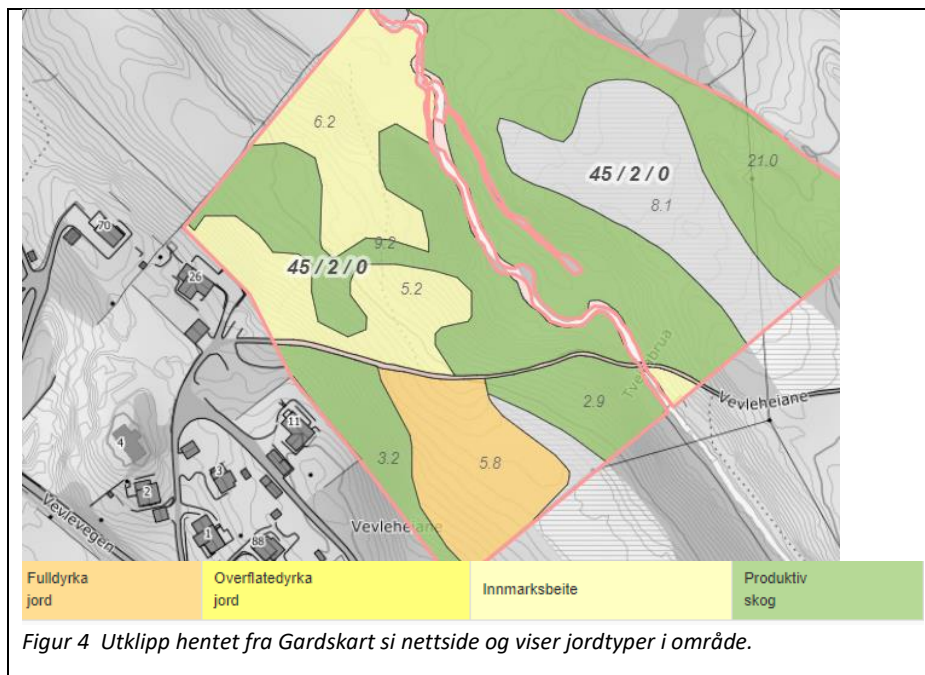 6.2
21.0
45 / 2 / 0
8.1
70
9.2
45 / 2 / 0
26
5.2
Tveitabrua
Vevleheiane
2.9
11
4
3.2
5.8
3
2
Vevlevegen
Vevleheiane
1
88
Fulldyrka
jord
Overflatedyrka
jord
Innmarksbeite
Produktiv
skog
Figur 4 Utklipp hentet fra Gardskart si nettside og viser jordtyper i område.